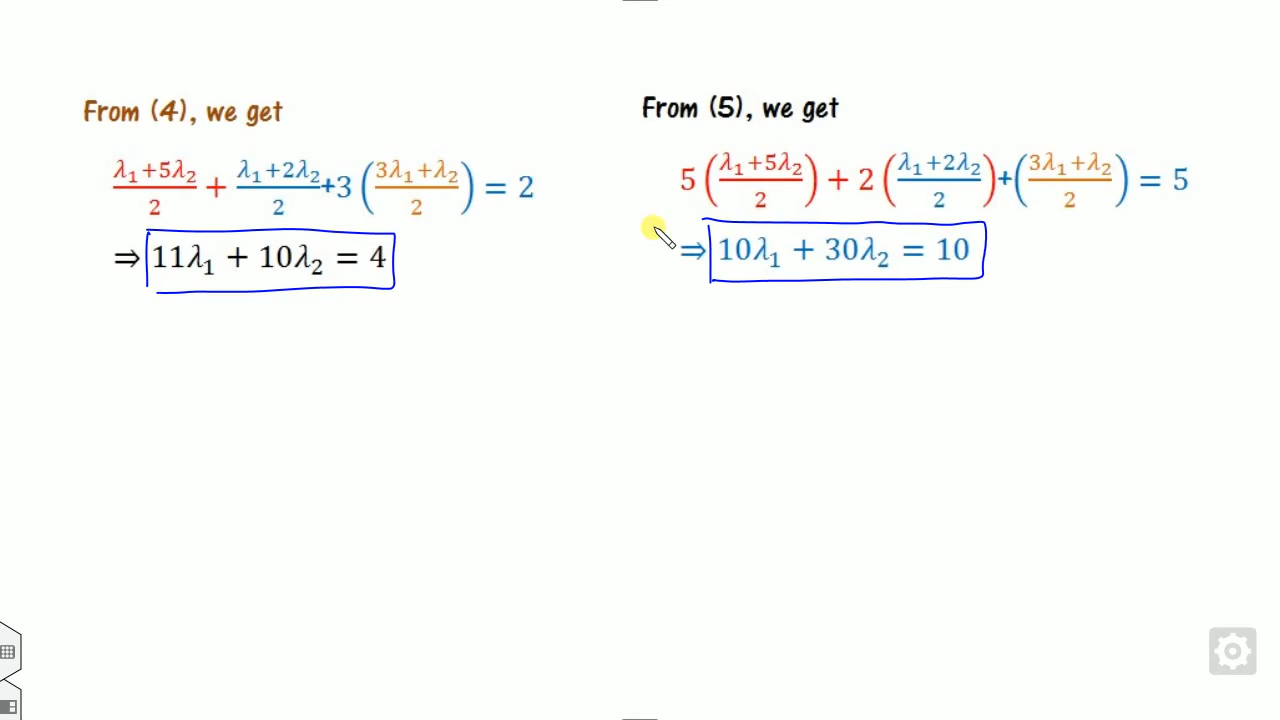 From (4), we get
(λ₁+5λ₂)/2 + (λ₁+2λ₂)/2 +3 ((3λ₁+λ₂)/2) = 2
⇒ 11λ₁ + 10λ₂ = 4
From (5), we get
5 ((λ₁+5λ₂)/2) + 2 ((λ₁+2λ₂)/2) + ((3λ₁+λ₂)/2) = 5
⇒ 10λ₁ + 30λ₂ = 10